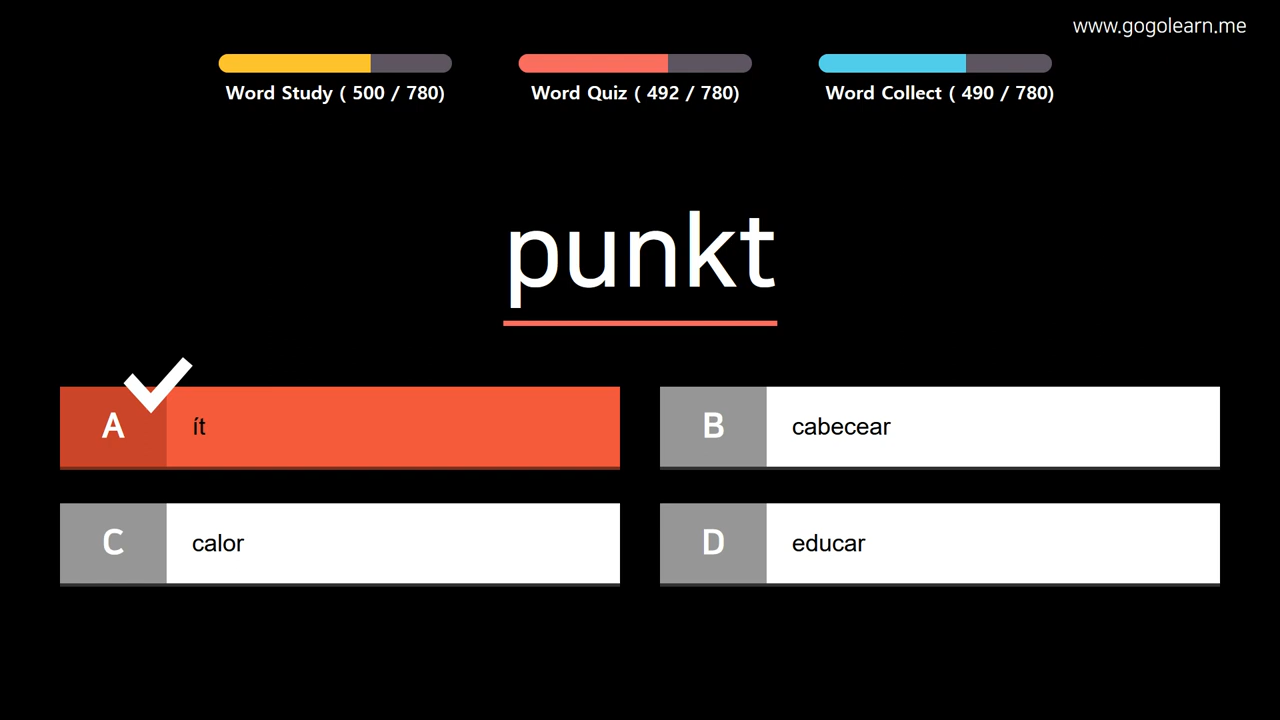 www.gogolearn.me
Word Study ( 500 / 780)
Word Quiz ( 492 / 780)
Word Collect ( 490 / 780)
punkt
A
ít
B
cabecear
C
calor
D
educar